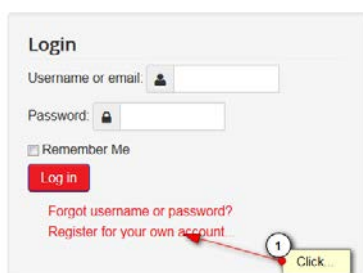 Login
Username or email:
Password:
Remember Me
Log in
Forgot username or password?
Register for your own account...
1
Click...